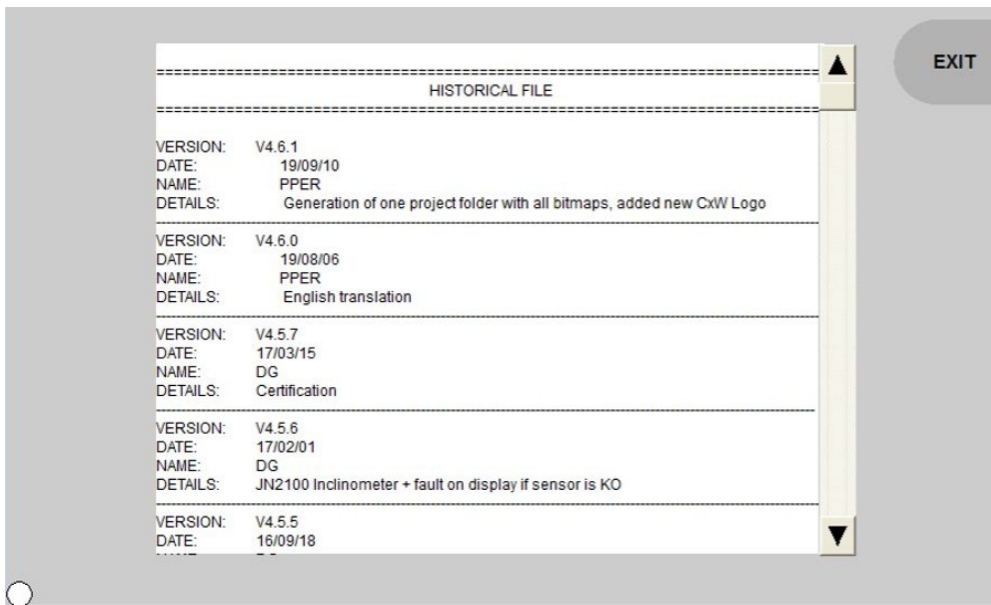 EXIT
==========================================================================
HISTORICAL FILE
==========================================================================
VERSION: V4.6.1
DATE: 19/09/10
NAME: PPER
DETAILS: Generation of one project folder with all bitmaps, added new CxW Logo
VERSION: V4.6.0
DATE: 19/08/06
NAME: PPER
DETAILS: English translation
VERSION: V4.5.7
DATE: 17/03/15
NAME: DG
DETAILS: Certification
VERSION: V4.5.6
DATE: 17/02/01
NAME: DG
DETAILS: JN2100 Inclinometer + fault on display if sensor is KO
VERSION: V4.5.5
DATE: 16/09/18